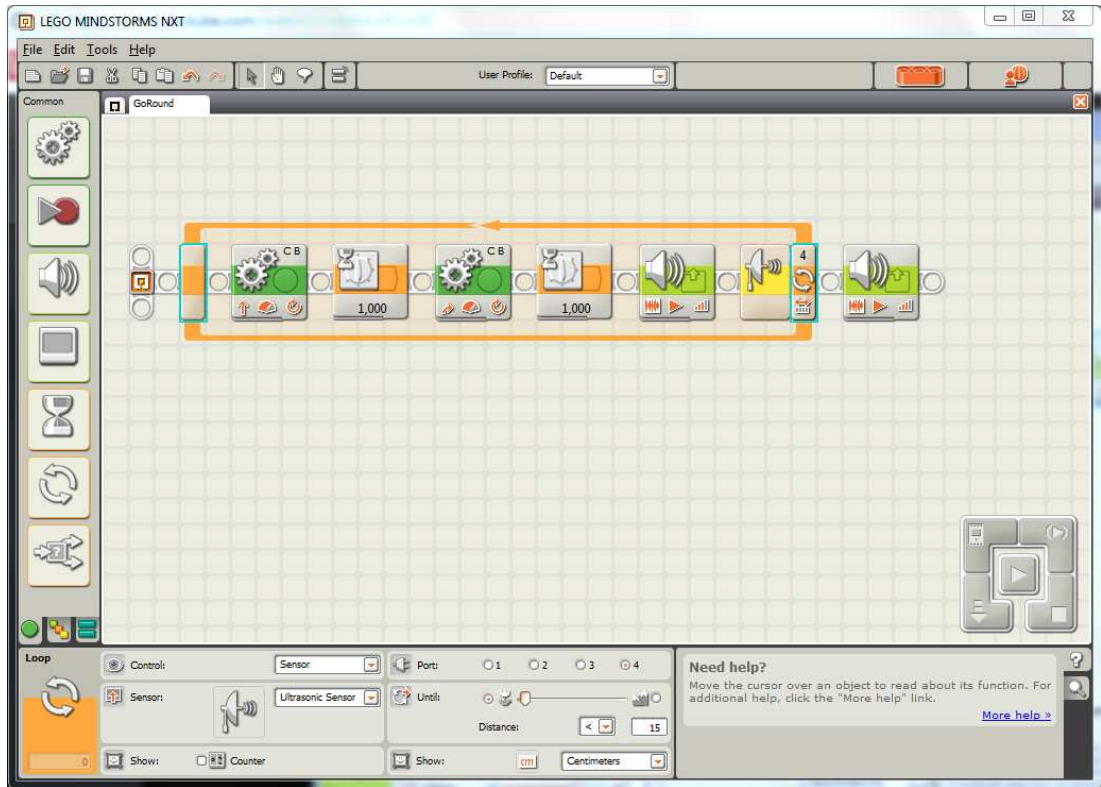 LEGO MINDSTORMS NXT
File Edit Tools Help
User Profile: Default
Common
GoRound
C B
1,000
C B
1,000
4
Loop
0
Control: Sensor
Sensor: Ultrasonic Sensor
Show: Counter
Port: 1 2 3 4
Until:
Distance: < 15
Show: cm Centimeters
Need help?
Move the cursor over an object to read about its function. For
additional help, click the "More help" link.
More help »
?